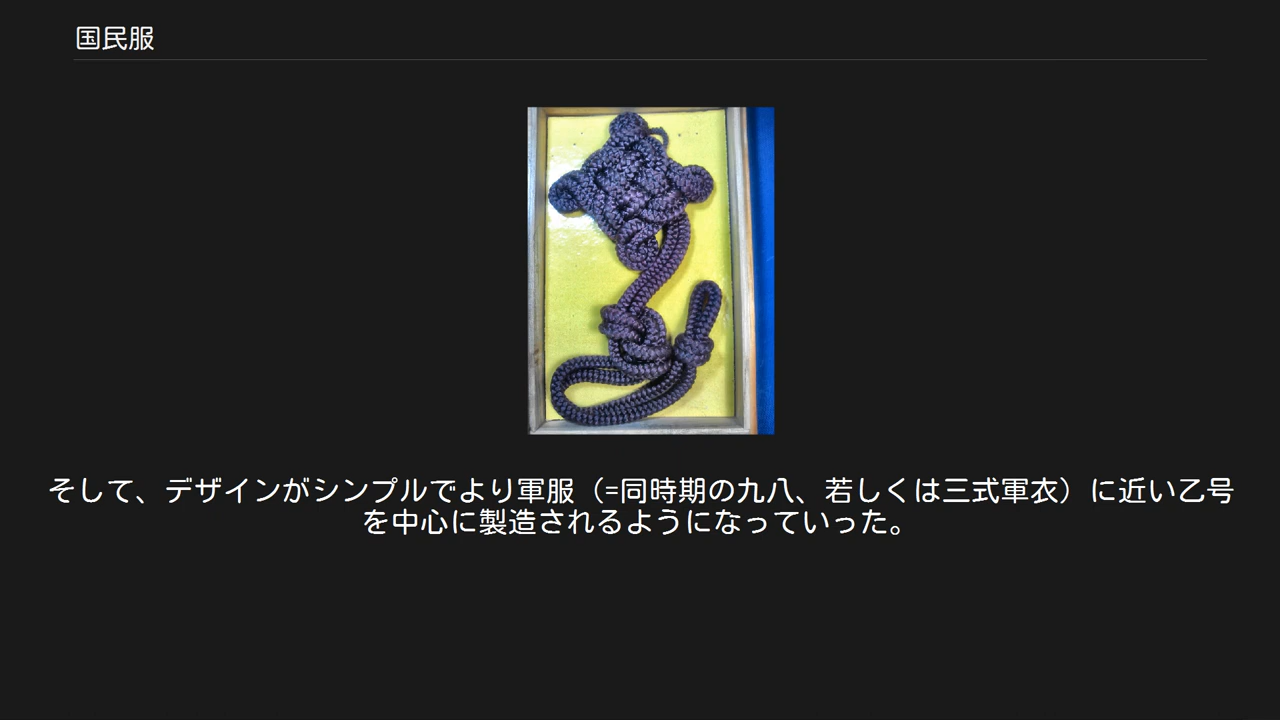 国民服
そして、デザインがシンプルでより軍服（=同時期の九八、若しくは三式軍衣）に近い乙号
を中心に製造されるようになっていった。